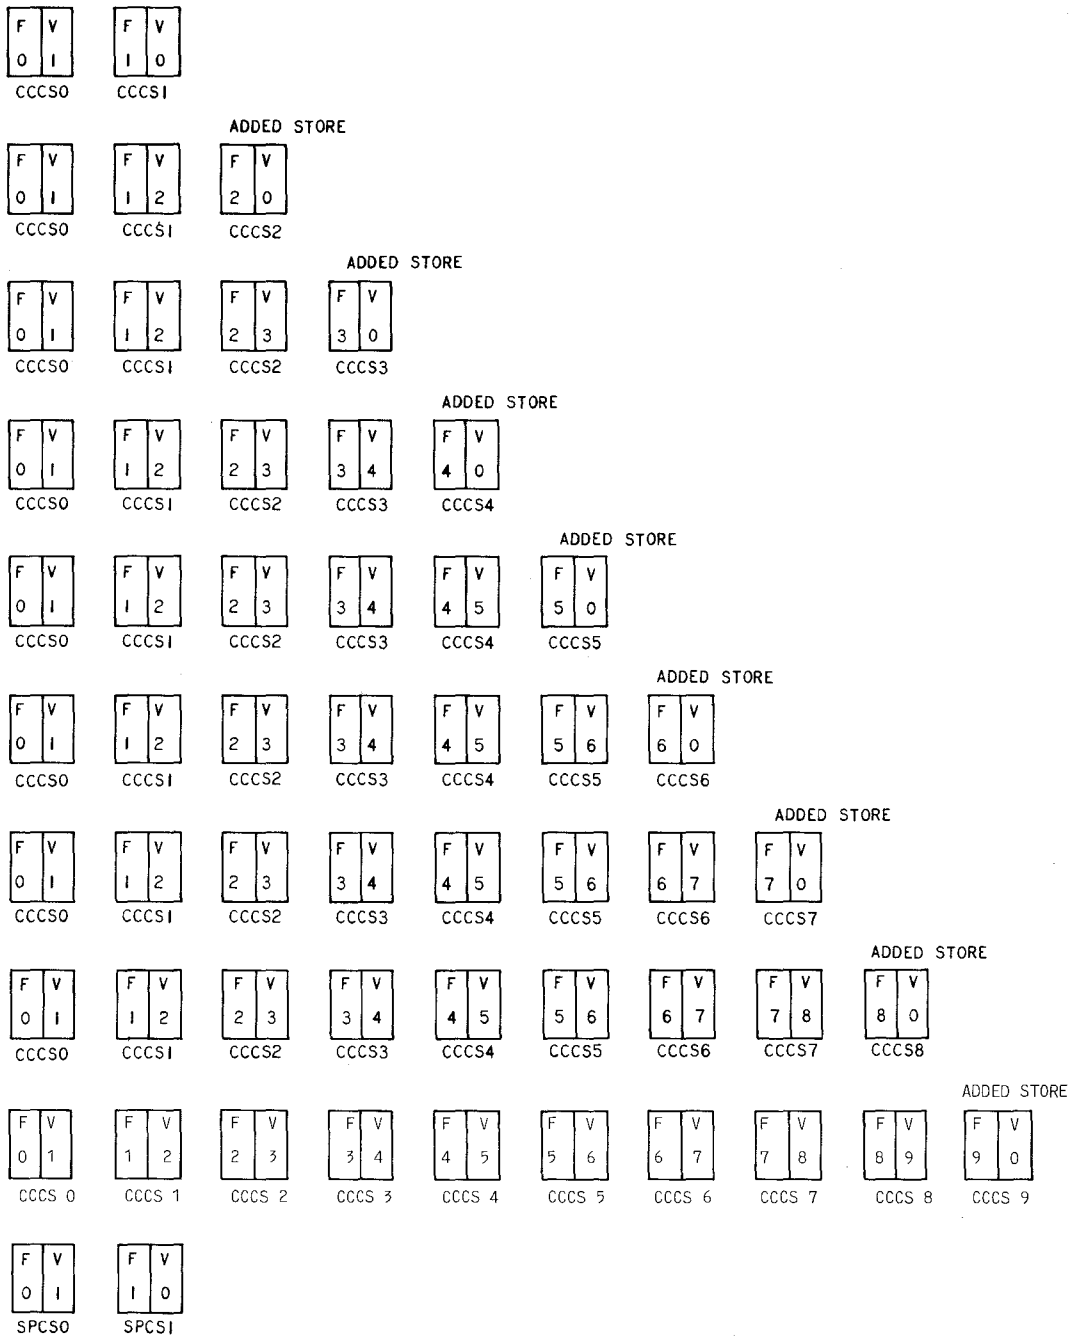 F V F V
0 1 1 0
CCCS0 CCCS1
ADDED STORE
F V F V F V
0 1 1 2 2 0
CCCS0 CCCS1 CCCS2
ADDED STORE
F V F V F V F V
0 1 1 2 2 3 3 0
CCCS0 CCCS1 CCCS2 CCCS3
ADDED STORE
F V F V F V F V F V
0 1 1 2 2 3 3 4 4 0
CCCS0 CCCS1 CCCS2 CCCS3 CCCS4
ADDED STORE
F V F V F V F V F V F V
0 1 1 2 2 3 3 4 4 5 5 0
CCCS0 CCCS1 CCCS2 CCCS3 CCCS4 CCCS5
ADDED STORE
F V F V F V F V F V F V F V
0 1 1 2 2 3 3 4 4 5 5 6 6 0
CCCS0 CCCS1 CCCS2 CCCS3 CCCS4 CCCS5 CCCS6
ADDED STORE
F V F V F V F V F V F V F V F V
0 1 1 2 2 3 3 4 4 5 5 6 6 7 7 0
CCCS0 CCCS1 CCCS2 CCCS3 CCCS4 CCCS5 CCCS6 CCCS7
ADDED STORE
F V F V F V F V F V F V F V F V F V
0 1 1 2 2 3 3 4 4 5 5 6 6 7 7 8 8 0
CCCS0 CCCS1 CCCS2 CCCS3 CCCS4 CCCS5 CCCS6 CCCS7 CCCS8
ADDED STORE
F V F V F V F V F V F V F V F V F V F V
0 1 1 2 2 3 3 4 4 5 5 6 6 7 7 8 8 9 9 0
CCCS 0 CCCS 1 CCCS 2 CCCS 3 CCCS 4 CCCS 5 CCCS 6 CCCS 7 CCCS 8 CCCS 9
F V F V
0 1 1 0
SPCS0 SPCS1